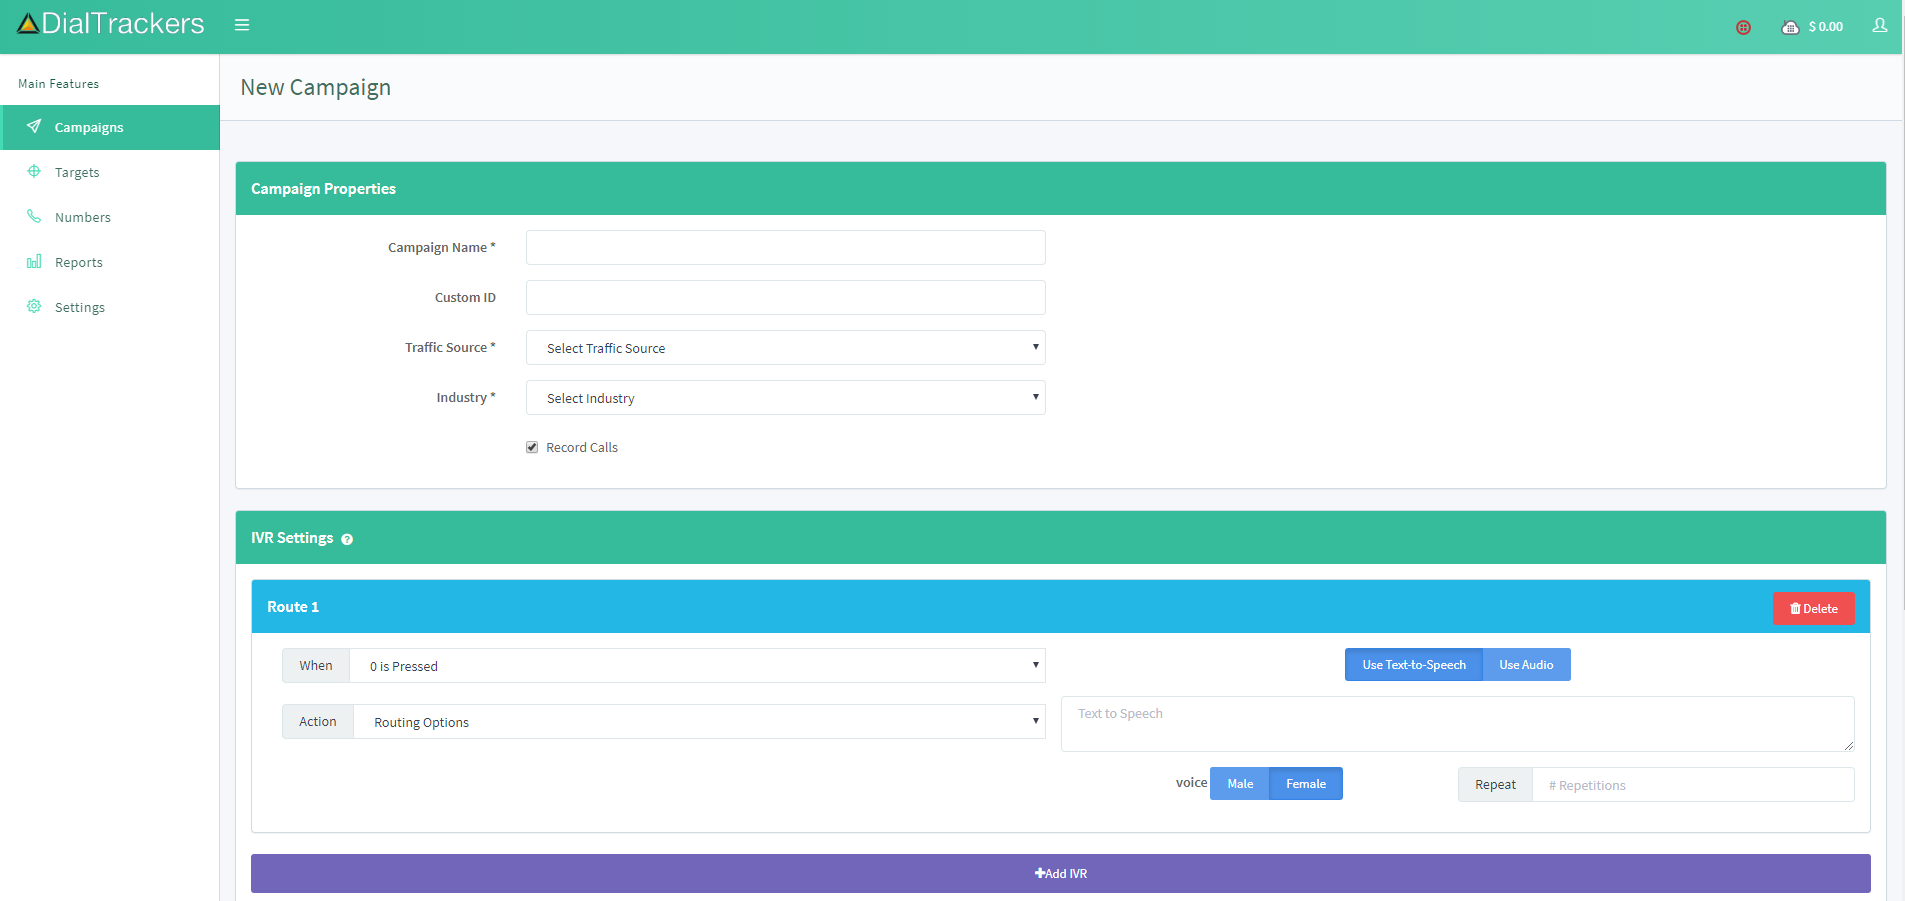 DialTrackers
$ 0.00
Main Features
Campaigns
Targets
Numbers
Reports
Settings
New Campaign
Campaign Properties
Campaign Name *
Custom ID
Traffic Source *
Select Traffic Source
Industry *
Select Industry
Record Calls
IVR Settings ?
Route 1
Delete
When
0 is Pressed
Use Text-to-Speech
Use Audio
Action
Routing Options
Text to Speech
voice
Male
Female
Repeat
# Repetitions
+Add IVR